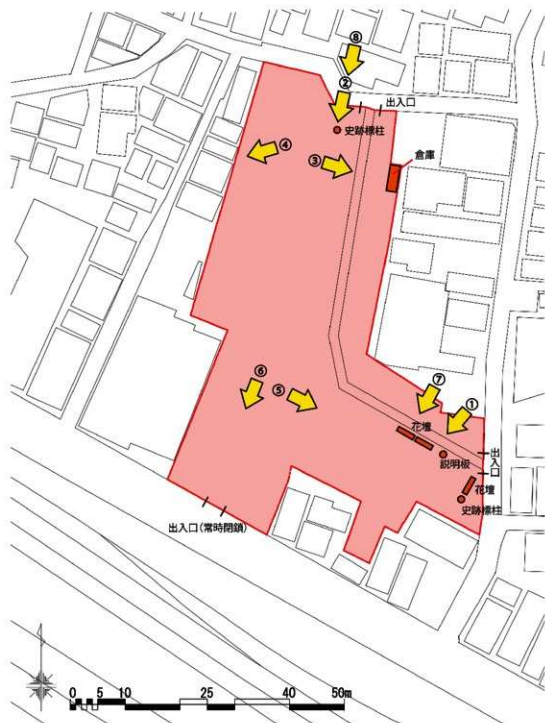 ⑧
②
出入口
史跡標柱
④
③
倉庫
⑥
⑤
⑦
①
花壇
出入口
説明板
花壇
史跡標柱
出入口(常時閉鎖)
0 5 10 25 40 50m